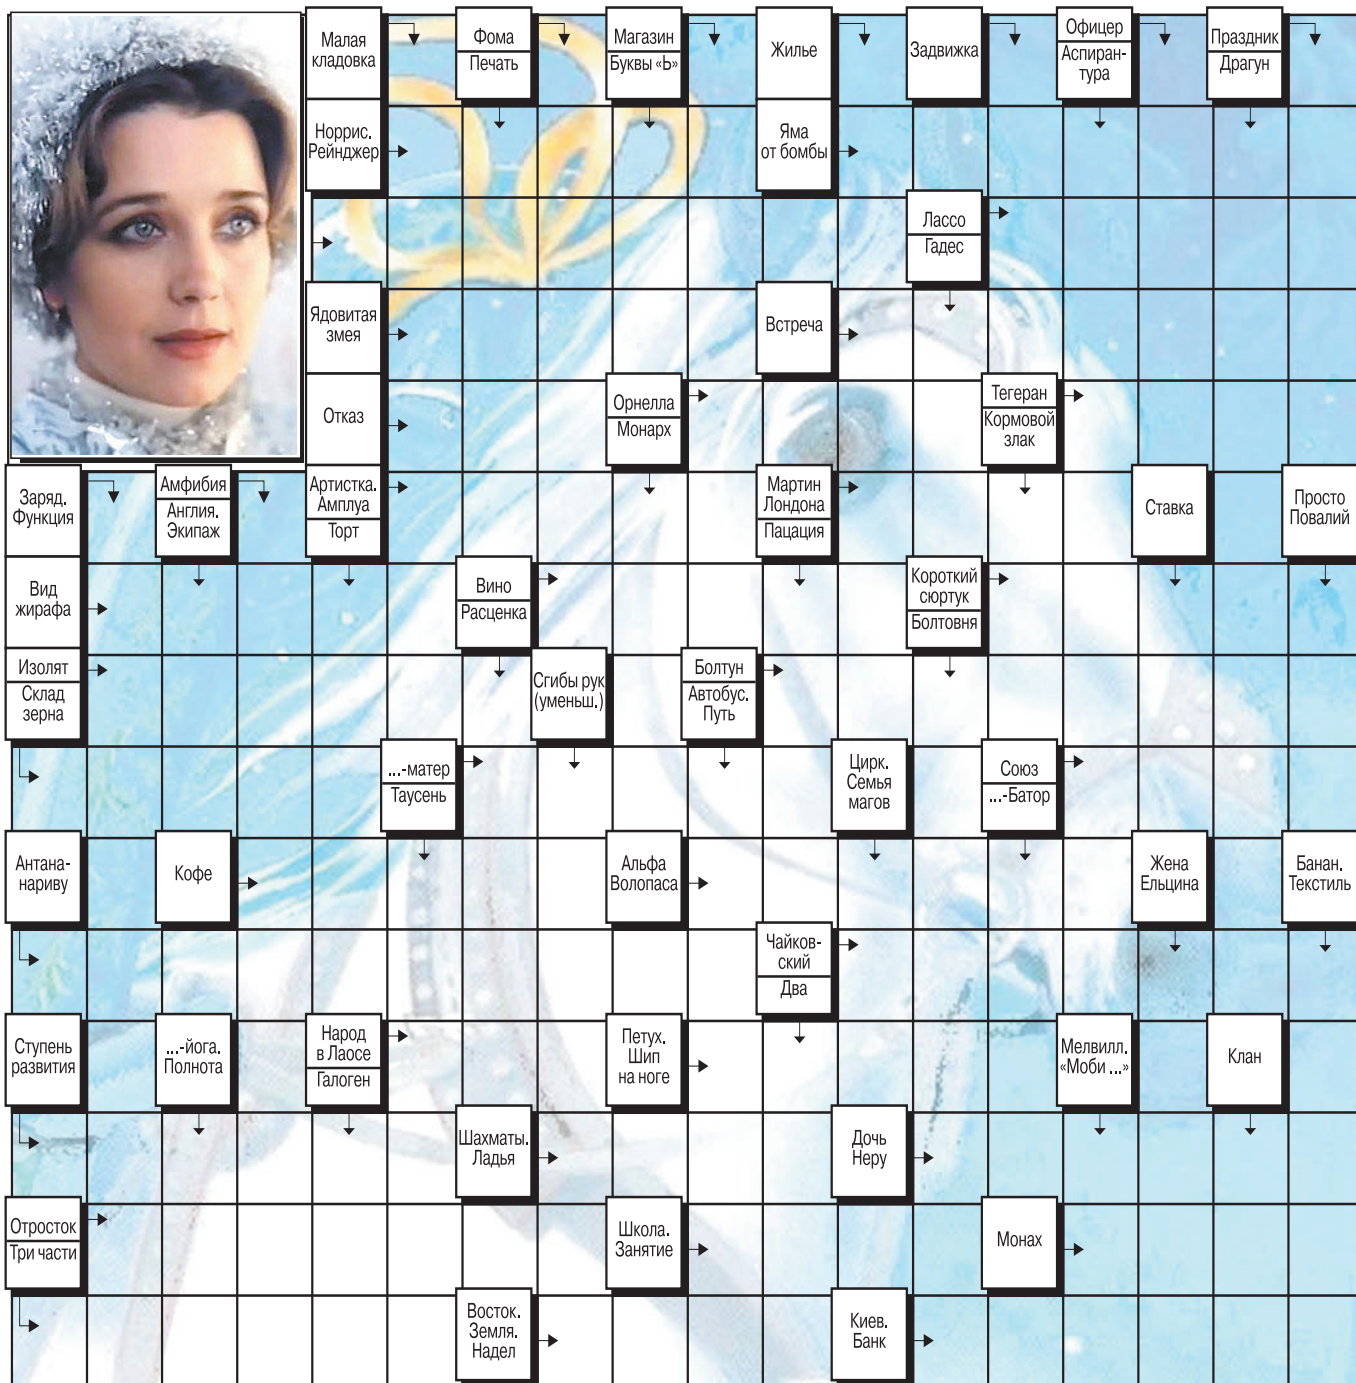 Малая
кладовка
Фома
Печать
Магазин
Буквы «Ь»
Жилье
Задвижка
Офицер
Аспиран-
тура
Праздник
Драгун
Норрис.
Рейнджер
Яма
от бомбы
Лассо
Гадес
Ядовитая
змея
Встреча
Отказ
Орнелла
Монарх
Тегеран
Кормовой
злак
Заряд.
Функция
Амфибия
Англия.
Экипаж
Артистка.
Амплуа
Торт
Мартин
Лондона
Пацация
Ставка
Просто
Повалий
Вид
жирафа
Вино
Расценка
Короткий
сюртук
Болтовня
Изолят
Склад
зерна
Сгибы рук
(уменьш.)
Болтун
Автобус.
Путь
...-матер
Таусень
Цирк.
Семья
магов
Союз
...-Батор
Антана-
нариву
Кофе
Альфа
Волопаса
Жена
Ельцина
Банан.
Текстиль
Чайков-
ский
Два
Ступень
развития
...-йога.
Полнота
Народ
в Лаосе
Галоген
Петух.
Шип
на ноге
Мелвилл.
«Моби ...»
Клан
Шахматы.
Ладья
Дочь
Неру
Отросток
Три части
Школа.
Занятие
Монах
Восток.
Земля.
Надел
Киев.
Банк